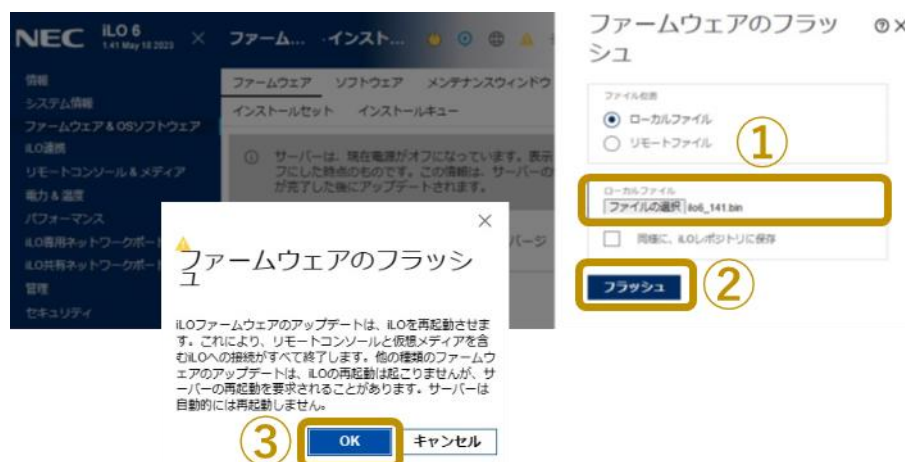 NEC iLO 6
1.41 May 18 2023
ファーム... ·インスト...
情報
システム情報
ファームウェア & OSソフトウェア
iLO連携
リモートコンソール & メディア
電力 & 温度
パフォーマンス
iLO専用ネットワークポート
iLO共有ネットワークポート
管理
セキュリティ
ファームウェア ソフトウェア メンテナンスウィンドウ
インストールセット インストールキュー
サーバーは、現在電源がオフになっています。表示
フにした時点のものです。この情報は、サーバーの
が完了した後にアップデートされます。
バージ
ファームウェアのフラッ
シュ
ファイル位置
ローカルファイル
リモートファイル
①
ローカルファイル
ファイルの選択 ilo6_141.bin
同様に、iLOレポジトリに保存
フラッシュ
②
ファームウェアのフラッシ
ュ
iLOファームウェアのアップデートは、iLOを再起動させま
す。これにより、リモートコンソールと仮想メディアを含
むiLOへの接続がすべて終了します。他の種類のファームウ
ェアのアップデートは、iLOの再起動は起こりませんが、サ
ーバーの再起動を要求されることがあります。サーバーは
自動的には再起動しません。
③
OK キャンセル